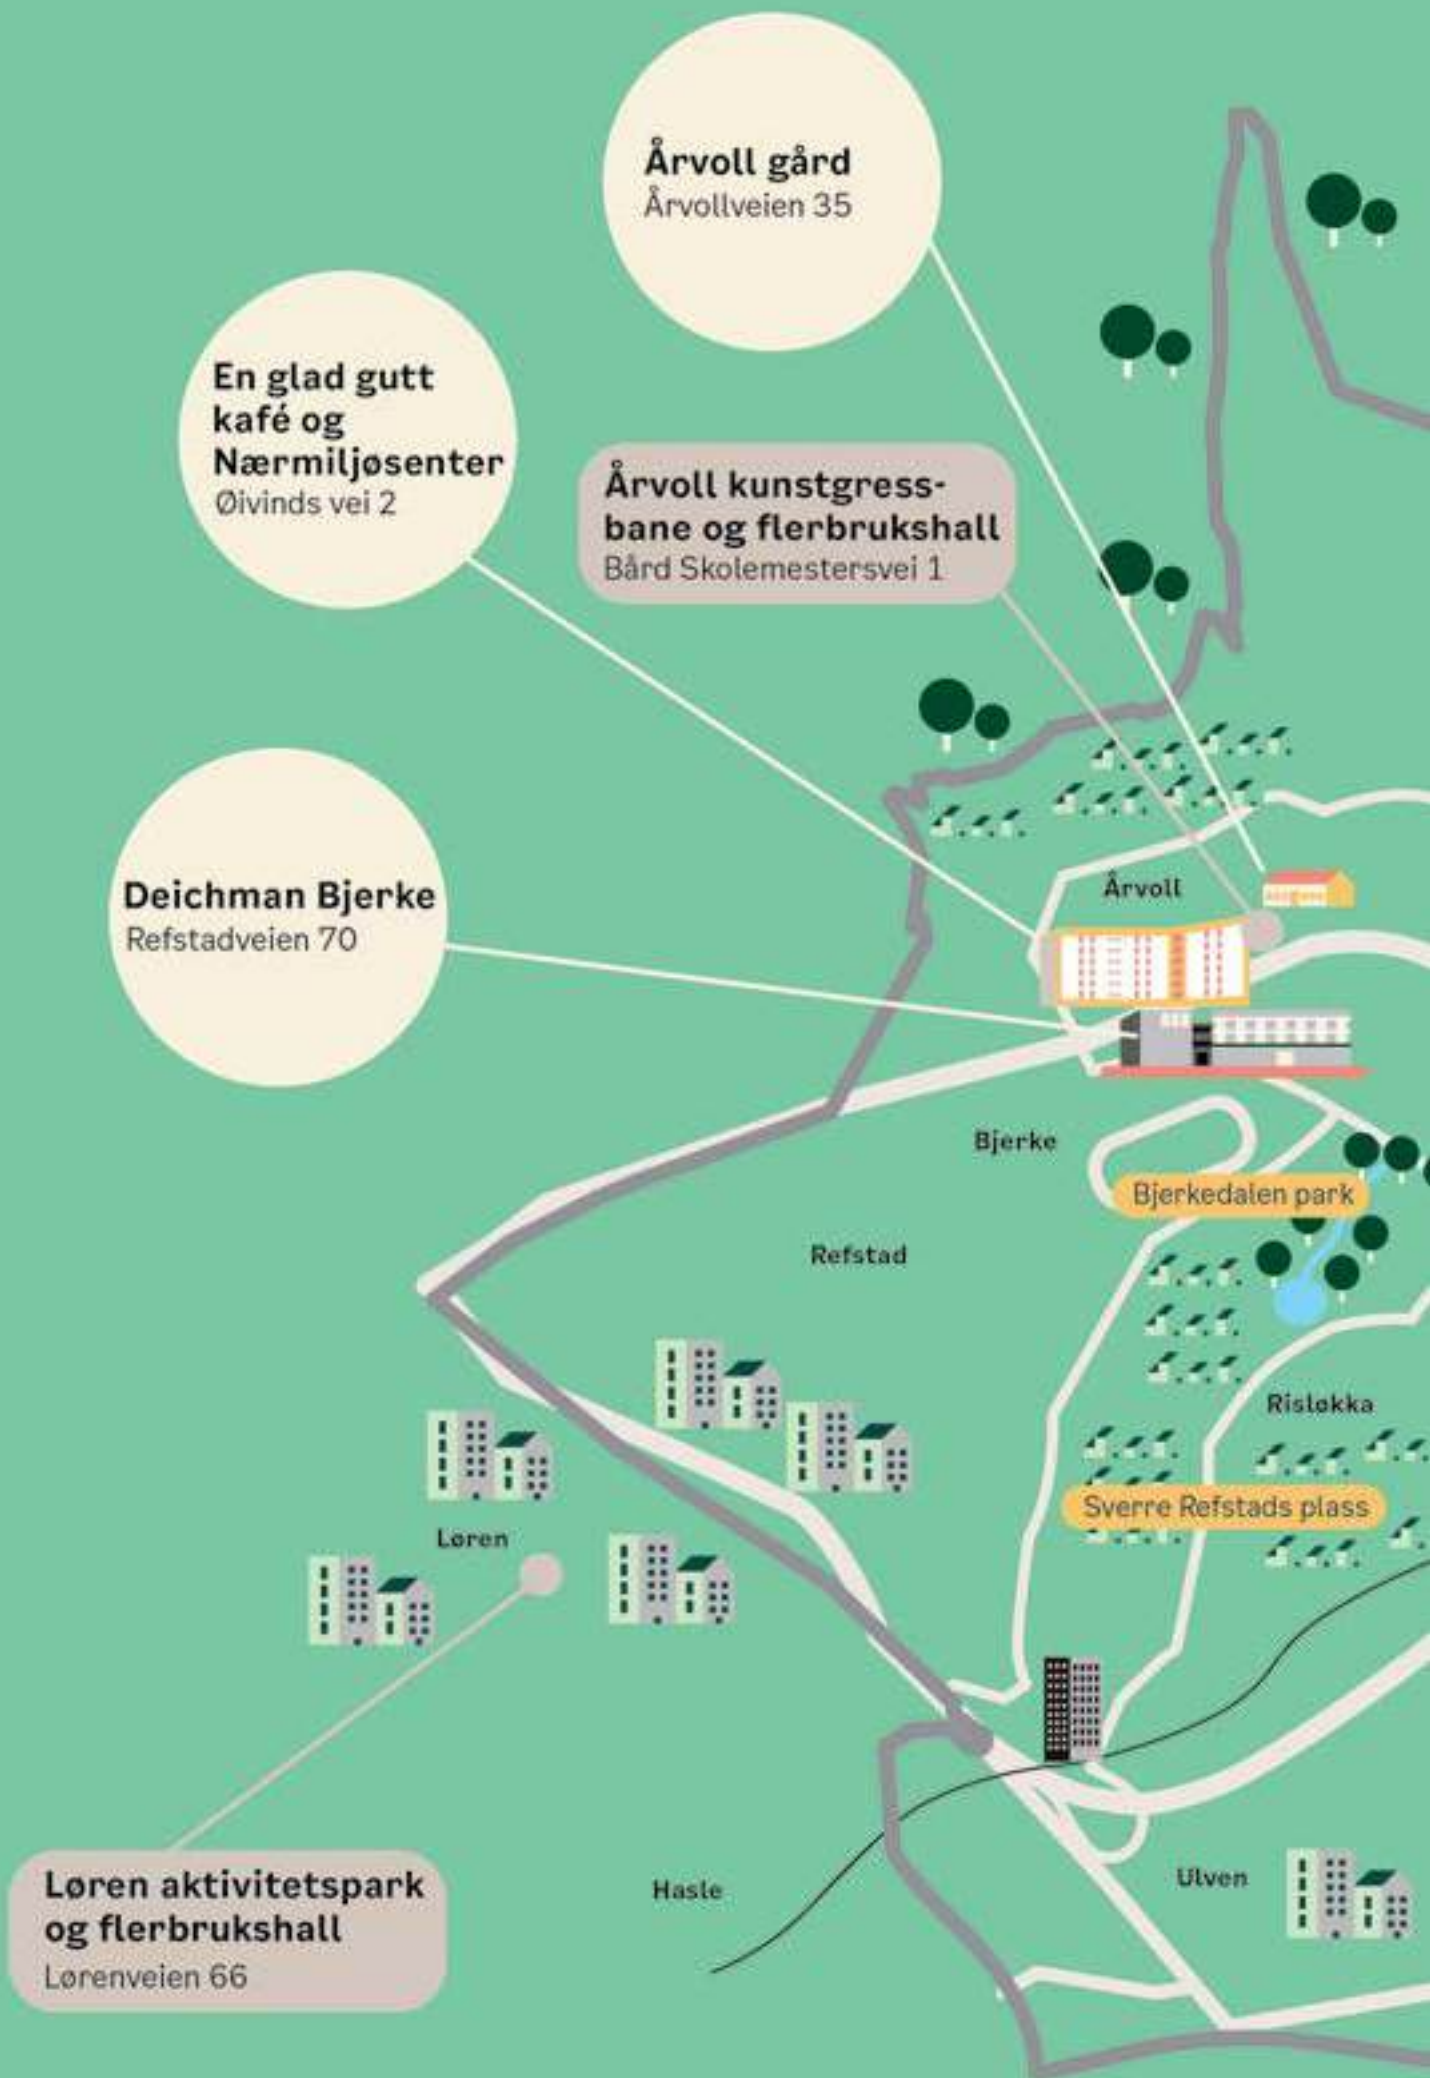 Årvoll gård
Årvollveien 35
En glad gutt
kafé og
Nærmiljøsenter
Øivinds vei 2
Årvoll kunstgress-
bane og flerbrukshall
Bård Skolemestersvei 1
Deichman Bjerke
Refstadveien 70
Årvoll
Bjerke
Bjerkedalen park
Refstad
Risløkka
Sverre Refstads plass
Løren
Løren aktivitetspark
og flerbrukshall
Lørenveien 66
Hasle
Ulven